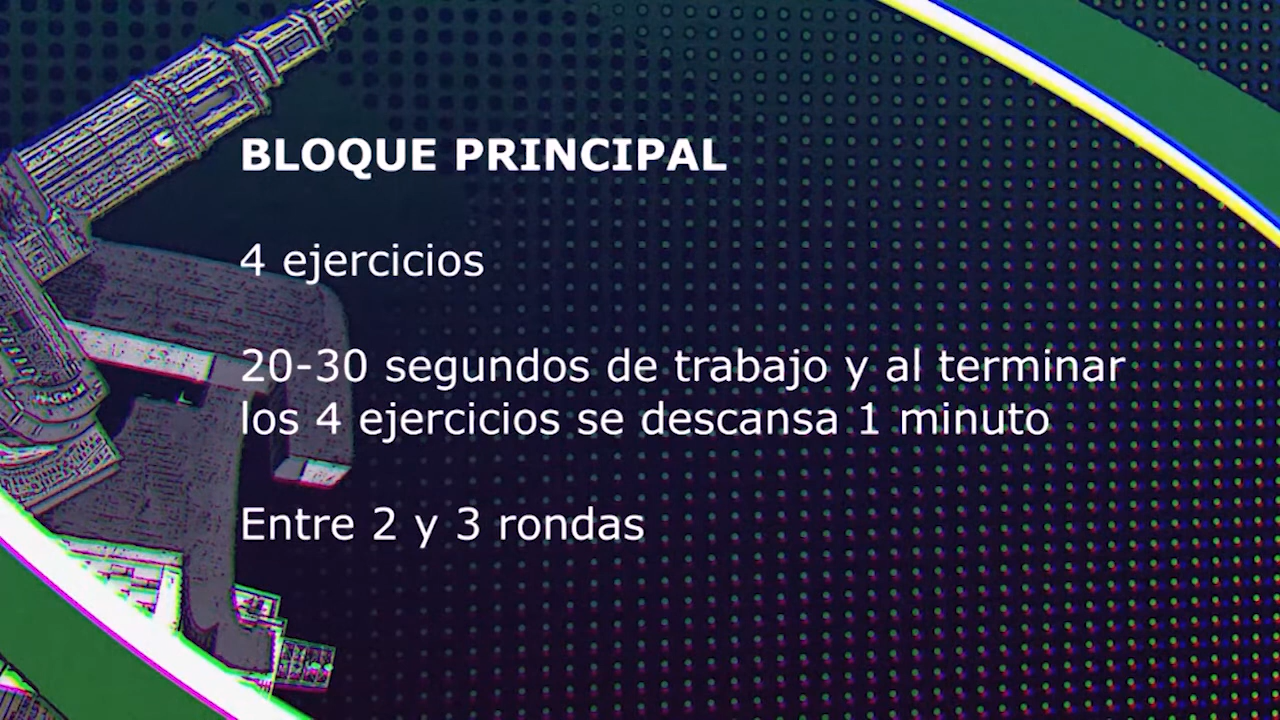 BLOQUE PRINCIPAL
4 ejercicios
20-30 segundos de trabajo y al terminar
los 4 ejercicios se descansa 1 minuto
Entre 2 y 3 rondas